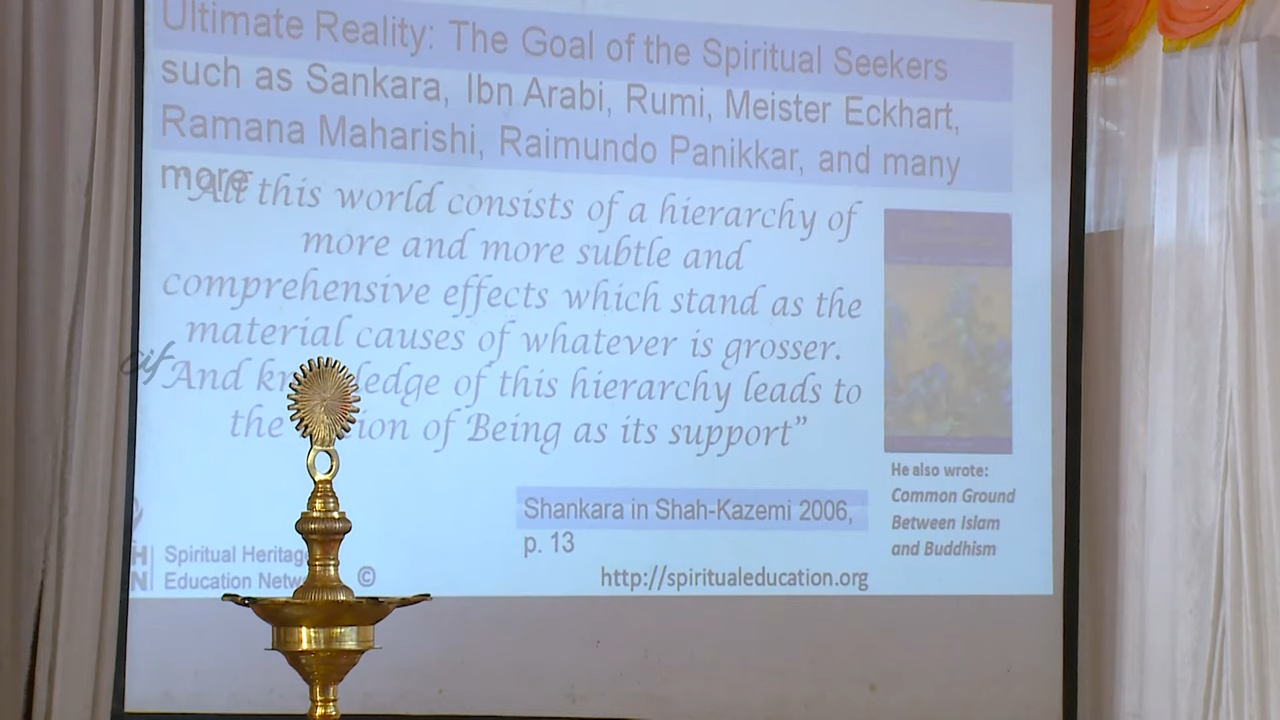 Ultimate Reality: The Goal of the Spiritual Seekers
such as Sankara, Ibn Arabi, Rumi, Meister Eckhart,
Ramana Maharishi, Raimundo Panikkar, and many
more
"All this world consists of a hierarchy of
more and more subtle and
comprehensive effects which stand as the
material causes of whatever is grosser.
And of this hierarchy leads to
the of Being as its support"
He also wrote:
Common Ground
Between Islam
and Buddhism
Shankara in Shah-Kazemi 2006,
p. 13
http://spiritualeducation.org
Spiritual
Education
©
cif